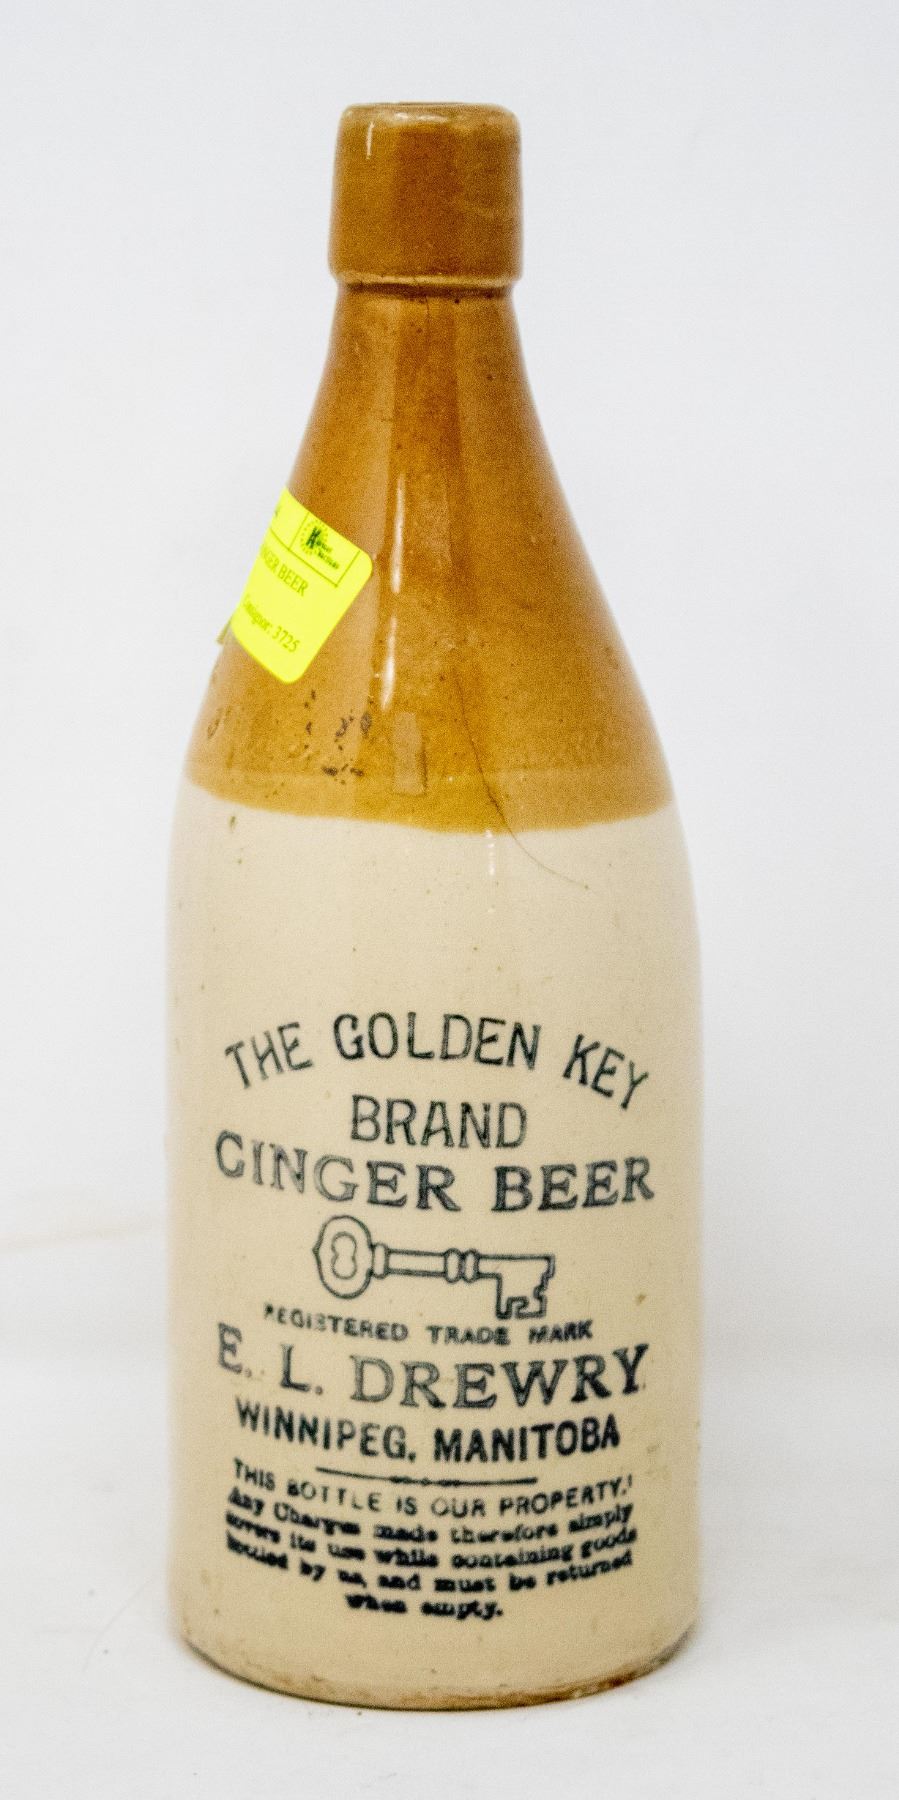 GER BEER
Consignor: 3725
THE GOLDEN KEY
BRAND
GINGER BEER
REGISTERED TRADE MARK
E. L. DREWRY
WINNIPEG, MANITOBA
THIS BOTTLE IS OUR PROPERTY.
Any Charges made therefore simply
covers its use while containing goods
bottled by us, and must be returned
when empty.